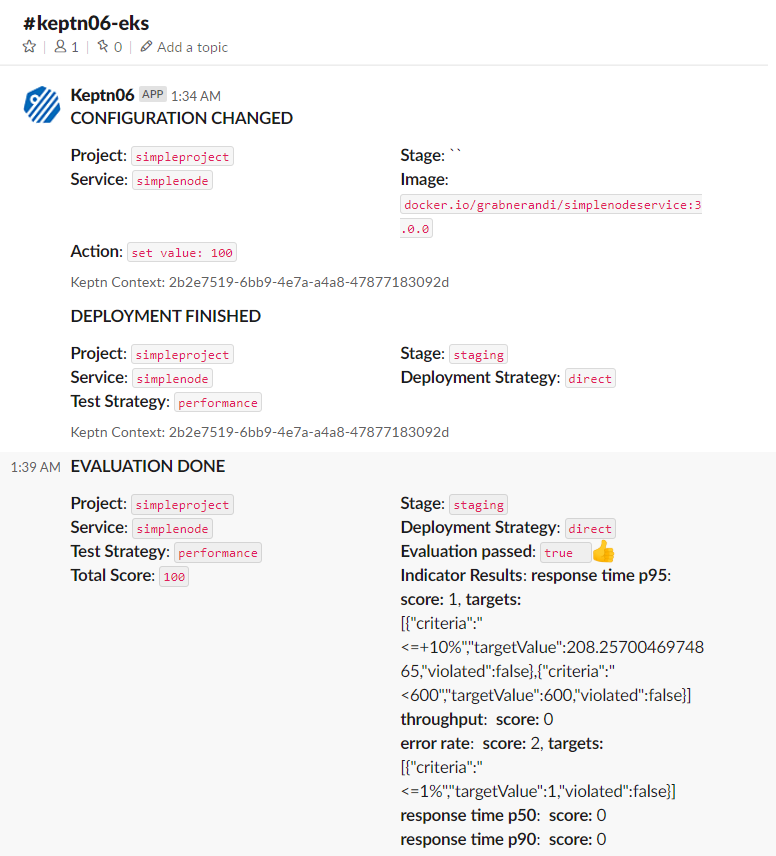 #keptn06-eks
1 0 Add a topic
Keptn06 APP 1:34 AM
CONFIGURATION CHANGED
Project: simpleproject Stage: ``
Service: simplenode Image:
docker.io/grabnerandi/simplenodeservice:3
.0.0
Action: set value: 100
Keptn Context: 2b2e7519-6bb9-4e7a-a4a8-47877183092d
DEPLOYMENT FINISHED
Project: simpleproject Stage: staging
Service: simplenode Deployment Strategy: direct
Test Strategy: performance
Keptn Context: 2b2e7519-6bb9-4e7a-a4a8-47877183092d
1:39 AM EVALUATION DONE
Project: simpleproject Stage: staging
Service: simplenode Deployment Strategy: direct
Test Strategy: performance Evaluation passed: true 👍
Total Score: 100 Indicator Results: response time p95:
score: 1, targets:
[{"criteria":"
<=+10%","targetValue":208.25700469748
65,"violated":false},{"criteria":"
<600","targetValue":600,"violated":false}]
throughput: score: 0
error rate: score: 2, targets:
[{"criteria":"
<=1%","targetValue":1,"violated":false}]
response time p50: score: 0
response time p90: score: 0